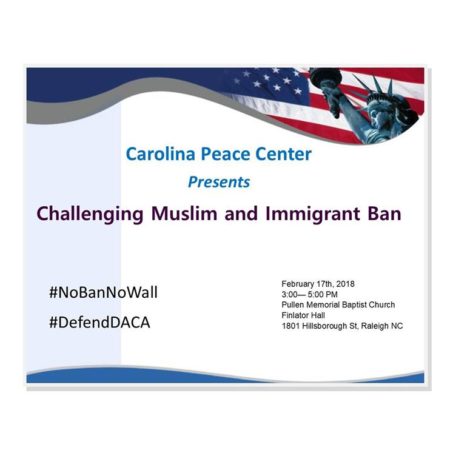 Carolina Peace Center
Presents
Challenging Muslim and Immigrant Ban
#NoBanNoWall
#DefendDACA
February 17th, 2018
3:00— 5:00 PM
Pullen Memorial Baptist Church
Finlator Hall
1801 Hillsborough St, Raleigh NC